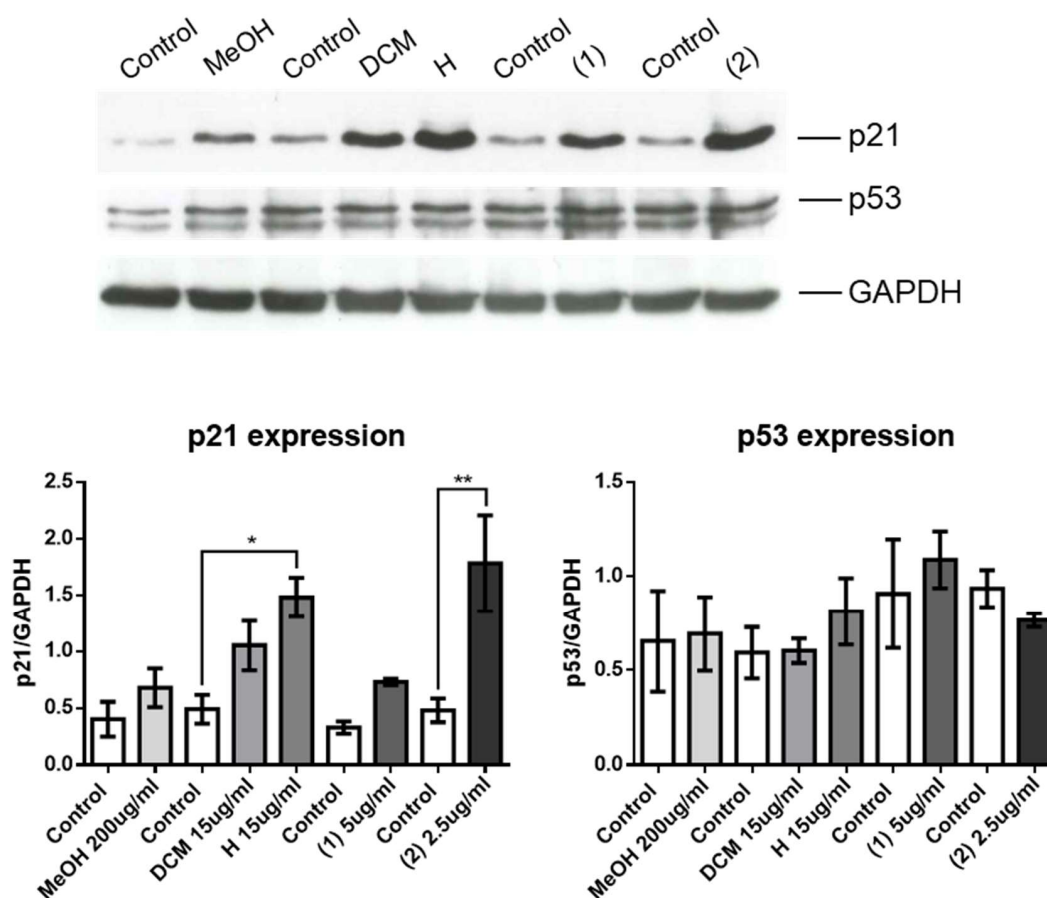 Control MeOH Control DCM H Control (1) Control (2)
p21
p53
GAPDH
p21 expression
p21/GAPDH
2.5
2.0
1.5
1.0
0.5
0.0
*
**
Control
MeOH 200ug/ml
Control
DCM 15ug/ml
H 15ug/ml
Control
(1) 5ug/ml
Control
(2) 2.5ug/ml
p53 expression
p53/GAPDH
1.5
1.0
0.5
0.0
Control
MeOH 200ug/ml
Control
DCM 15ug/ml
H 15ug/ml
Control
(1) 5ug/ml
Control
(2) 2.5ug/ml